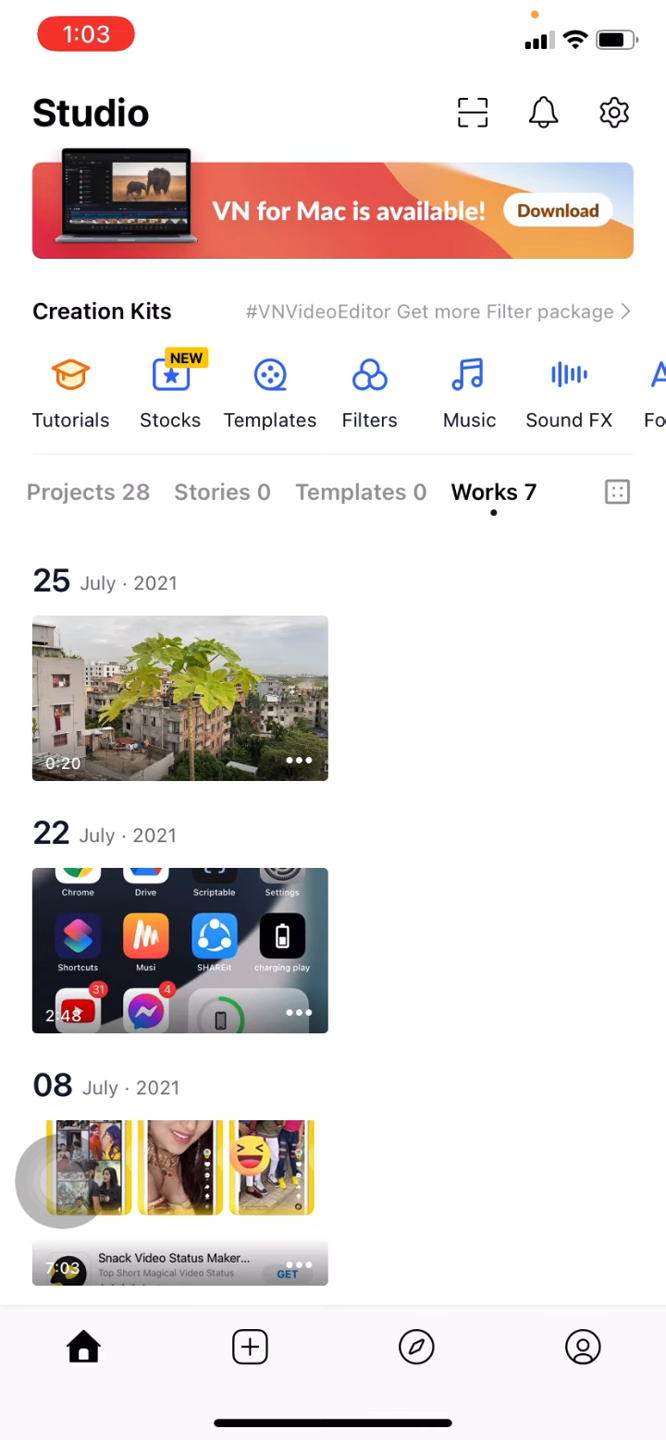 1:03
Studio
VN for Mac is available!
Download
Creation Kits
#VNVideoEditor Get more Filter package
NEW
Tutorials
Stocks
Templates
Filters
Music
Sound FX
Fo
Projects 28
Stories 0
Templates 0
Works 7
25 July · 2021
0:20
22 July · 2021
Chrome
Drive
Scriptable
Settings
Shortcuts
Musi
SHAREit
charging play
31
4
2:48
08 July · 2021
Snack Video Status Maker...
Top Short Magical Video Status
GET
7:03